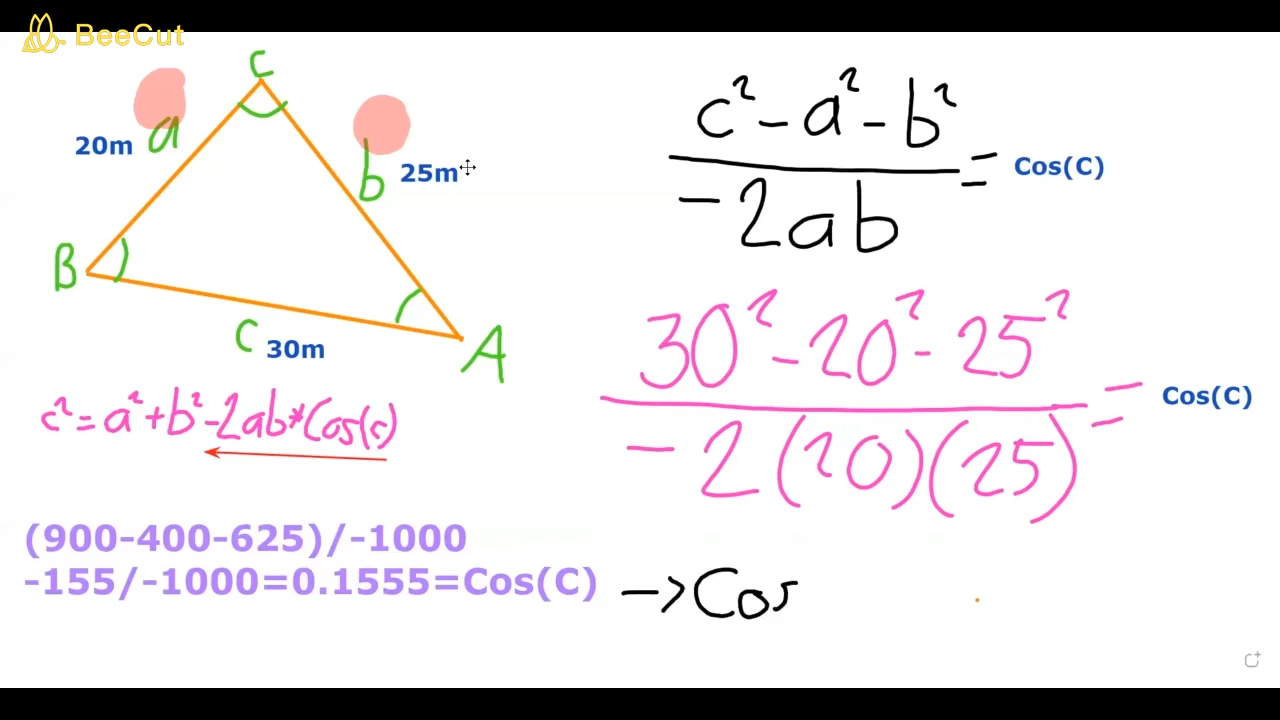 BeeCut
C
20m a
b 25m
B
c 30m
A
c² = a² + b² - 2ab*Cos(c)
(900-400-625)/-1000
-155/-1000=0.1555=Cos(C)
c² - a² - b²
-2ab
= Cos(C)
30² - 20² - 25²
-2(20)(25)
= Cos(C)
→ Cos